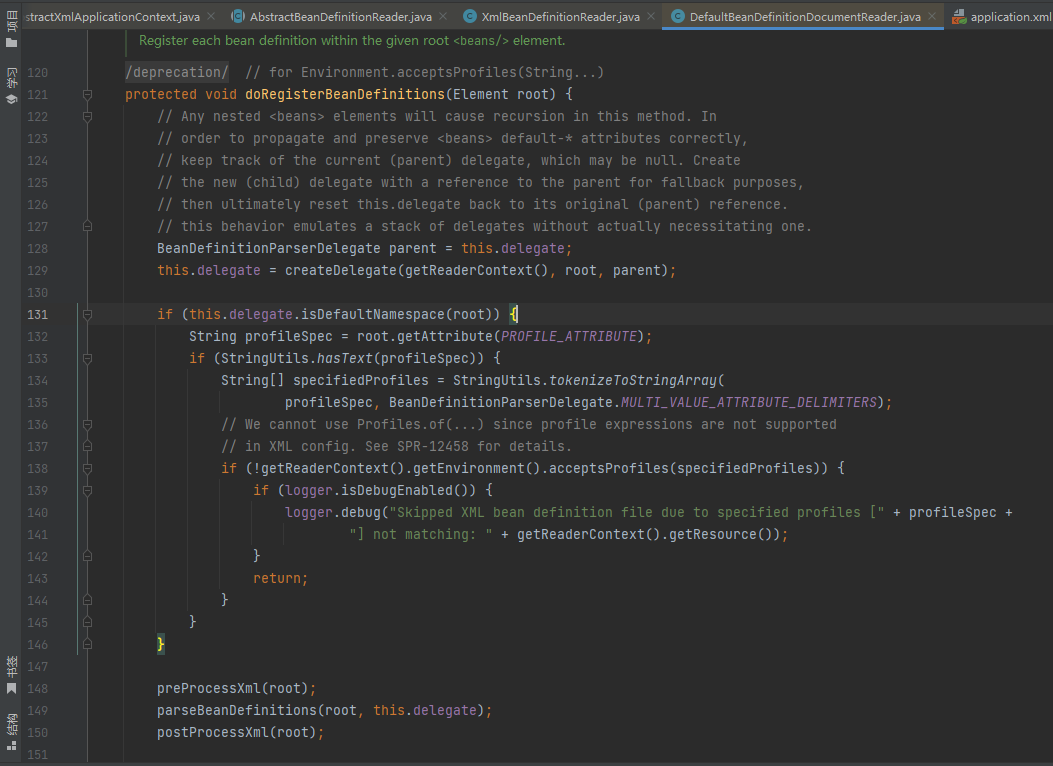 stractXmlApplicationContext.java
AbstractBeanDefinitionReader.java
XmlBeanDefinitionReader.java
DefaultBeanDefinitionDocumentReader.java
application.xml
项目
学习
书签
结构
Register each bean definition within the given root <beans/> element.
120 /deprecation/ // for Environment.acceptsProfiles(String...)
121 protected void doRegisterBeanDefinitions(Element root) {
122 // Any nested <beans> elements will cause recursion in this method. In
123 // order to propagate and preserve <beans> default-* attributes correctly,
124 // keep track of the current (parent) delegate, which may be null. Create
125 // the new (child) delegate with a reference to the parent for fallback purposes,
126 // then ultimately reset this.delegate back to its original (parent) reference.
127 // this behavior emulates a stack of delegates without actually necessitating one.
128 BeanDefinitionParserDelegate parent = this.delegate;
129 this.delegate = createDelegate(getReaderContext(), root, parent);
130
131 if (this.delegate.isDefaultNamespace(root)) {
132 String profileSpec = root.getAttribute(PROFILE_ATTRIBUTE);
133 if (StringUtils.hasText(profileSpec)) {
134 String[] specifiedProfiles = StringUtils.tokenizeToStringArray(
135 profileSpec, BeanDefinitionParserDelegate.MULTI_VALUE_ATTRIBUTE_DELIMITERS);
136 // We cannot use Profiles.of(...) since profile expressions are not supported
137 // in XML config. See SPR-12458 for details.
138 if (!getReaderContext().getEnvironment().acceptsProfiles(specifiedProfiles)) {
139 if (logger.isDebugEnabled()) {
140 logger.debug("Skipped XML bean definition file due to specified profiles [" + profileSpec +
141 "] not matching: " + getReaderContext().getResource());
142 }
143 return;
144 }
145 }
146 }
147
148 preProcessXml(root);
149 parseBeanDefinitions(root, this.delegate);
150 postProcessXml(root);
151